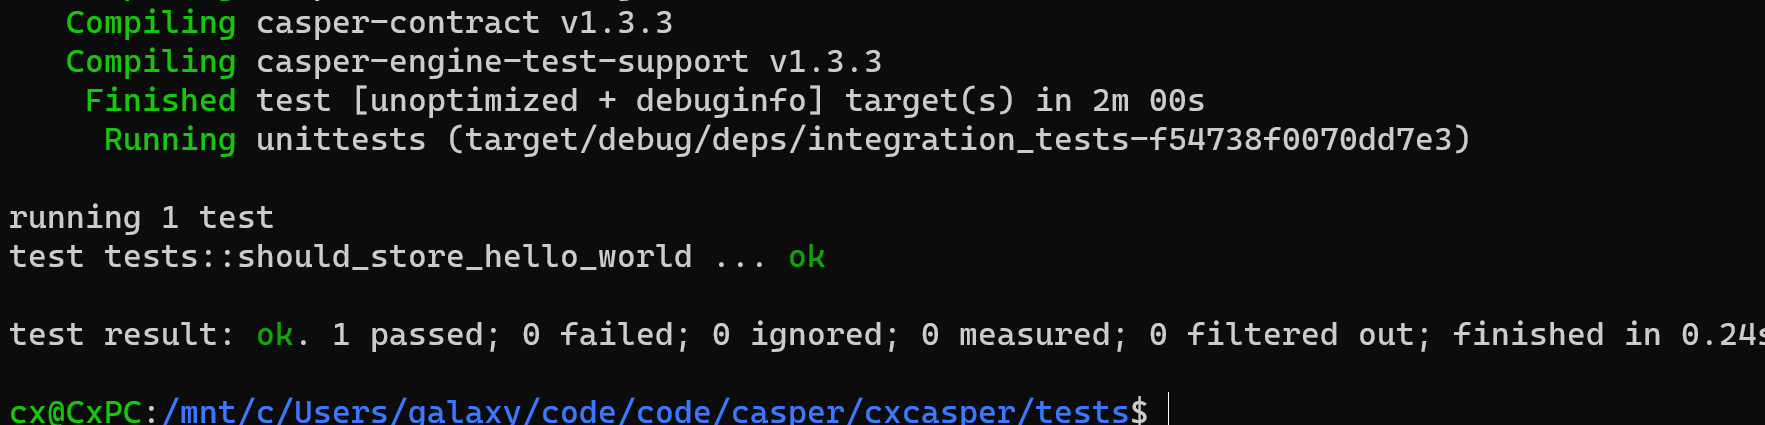 Compiling casper-contract v1.3.3
Compiling casper-engine-test-support v1.3.3
Finished test [unoptimized + debuginfo] target(s) in 2m 00s
Running unittests (target/debug/deps/integration_tests-f54738f0070dd7e3)
running 1 test
test tests::should_store_hello_world ... ok
test result: ok. 1 passed; 0 failed; 0 ignored; 0 measured; 0 filtered out; finished in 0.24s
cx@CxPC:/mnt/c/Users/galaxy/code/code/casper/cxcasper/tests$